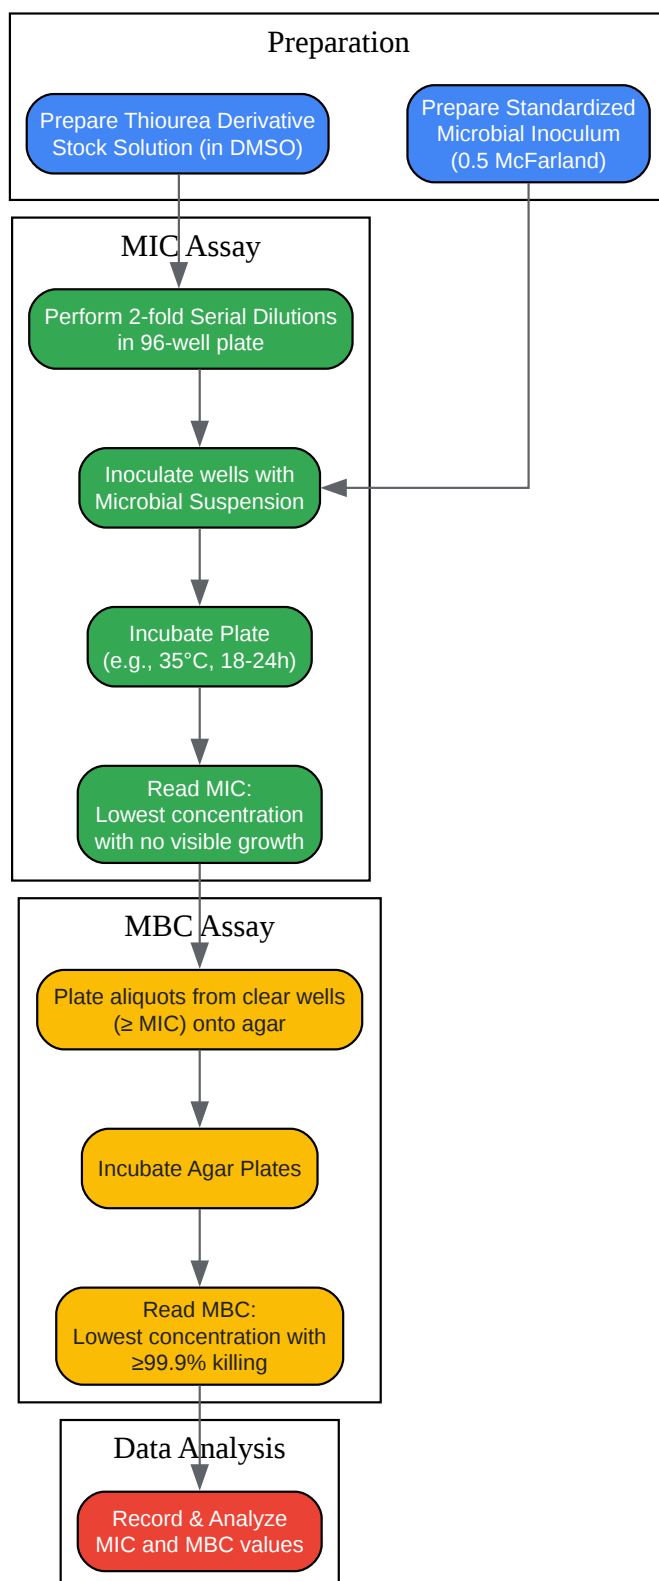 Preparation
Prepare Thiourea Derivative
Stock Solution (in DMSO)
Prepare Standardized
Microbial Inoculum
(0.5 McFarland)
MIC Assay
Perform 2-fold Serial Dilutions
in 96-well plate
Inoculate wells with
Microbial Suspension
Incubate Plate
(e.g., 35°C, 18-24h)
Read MIC:
Lowest concentration
with no visible growth
MBC Assay
Plate aliquots from clear wells
(≥ MIC) onto agar
Incubate Agar Plates
Read MBC:
Lowest concentration with
≥99.9% killing
Data Analysis
Record & Analyze
MIC and MBC values